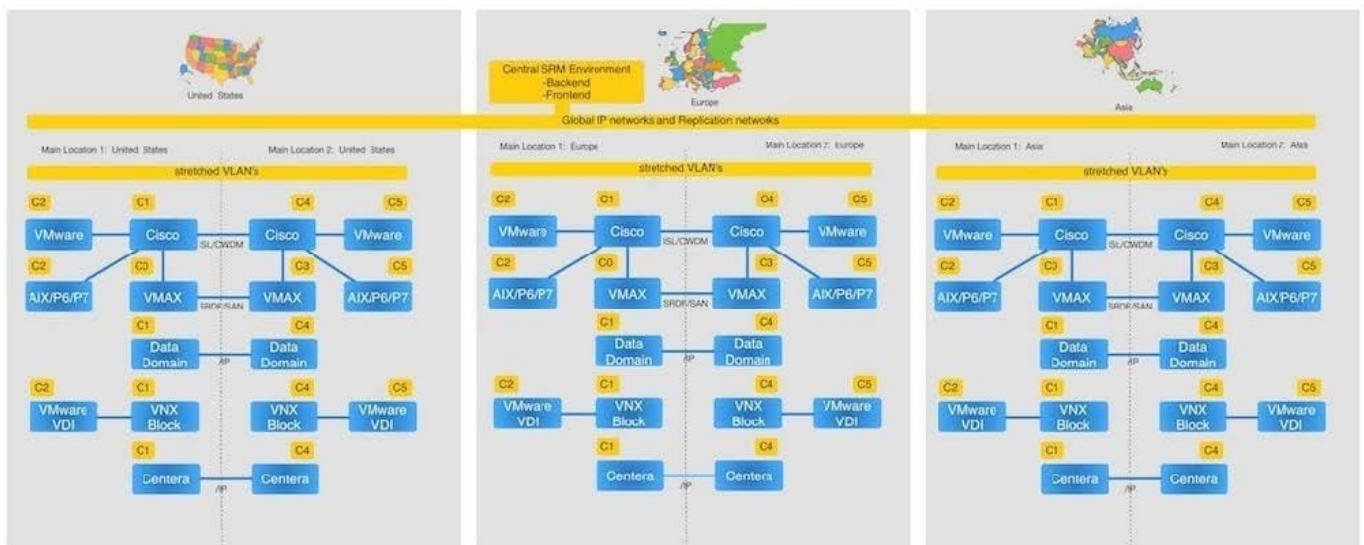 United States
Central SRM Environment
-Backend
-Frontend
Europe
Asia
Global IP networks and Replication networks
Main Location 1: United States
Main Location 2: United States
stretched VLAN's
C2 C1 C4 C5
VMware Cisco Cisco VMware
ISL/CWDM
C2 C0 C3 C5
AIX/P6/P7 VMAX VMAX AIX/P6/P7
SRDF/SAN
C1 C4
Data Domain Data Domain
/IP
C2 C1 C4 C5
VMware VDI VNX Block VNX Block VMware VDI
C1 C4
Centera Centera
/IP
Main Location 1: Europe
Main Location 2: Europe
stretched VLAN's
C2 C1 C4 C5
VMware Cisco Cisco VMware
ISL/CWDM
C2 C0 C3 C5
AIX/P6/P7 VMAX VMAX AIX/P6/P7
SRDF/SAN
C1 C4
Data Domain Data Domain
/IP
C2 C1 C4 C5
VMware VDI VNX Block VNX Block VMware VDI
C1 C4
Centera Centera
/IP
Main Location 1: Asia
Main Location 2: Asia
stretched VLAN's
C2 C1 C4 C5
VMware Cisco Cisco VMware
ISL/CWDM
C2 C0 C3 C5
AIX/P6/P7 VMAX VMAX AIX/P6/P7
SRDF/SAN
C1 C4
Data Domain Data Domain
/IP
C2 C1 C4 C5
VMware VDI VNX Block VNX Block VMware VDI
C1 C4
Centera Centera
/IP